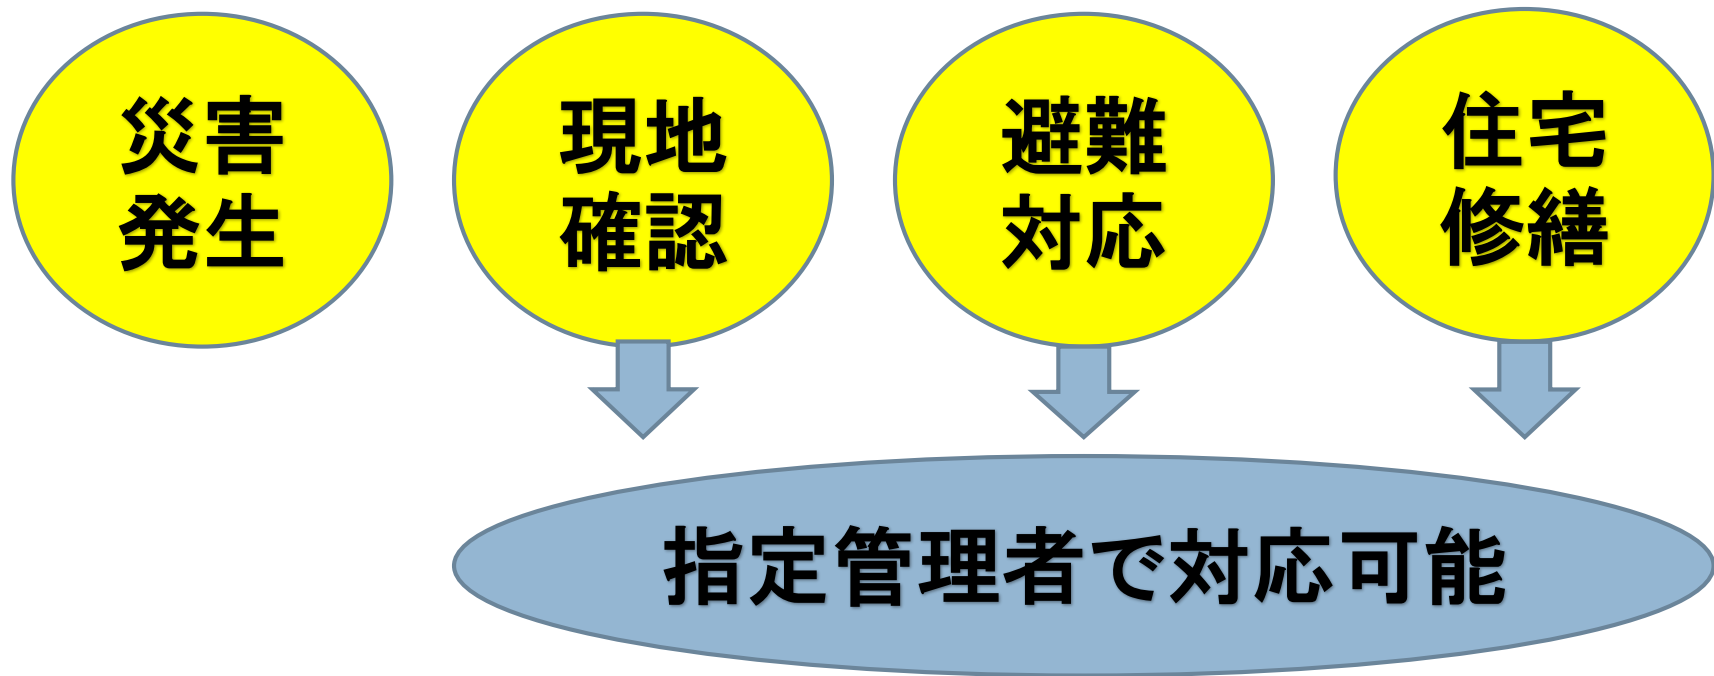 災害
発生
現地
確認
避難
対応
住宅
修繕
指定管理者で対応可能